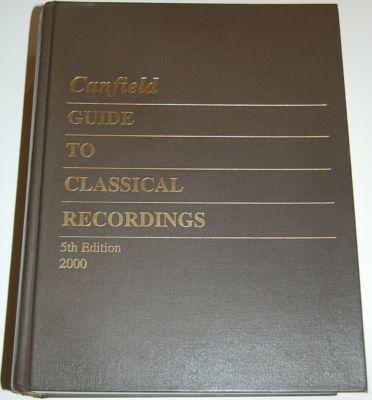 Canfield
GUIDE
TO
CLASSICAL
RECORDINGS
5th Edition
2000